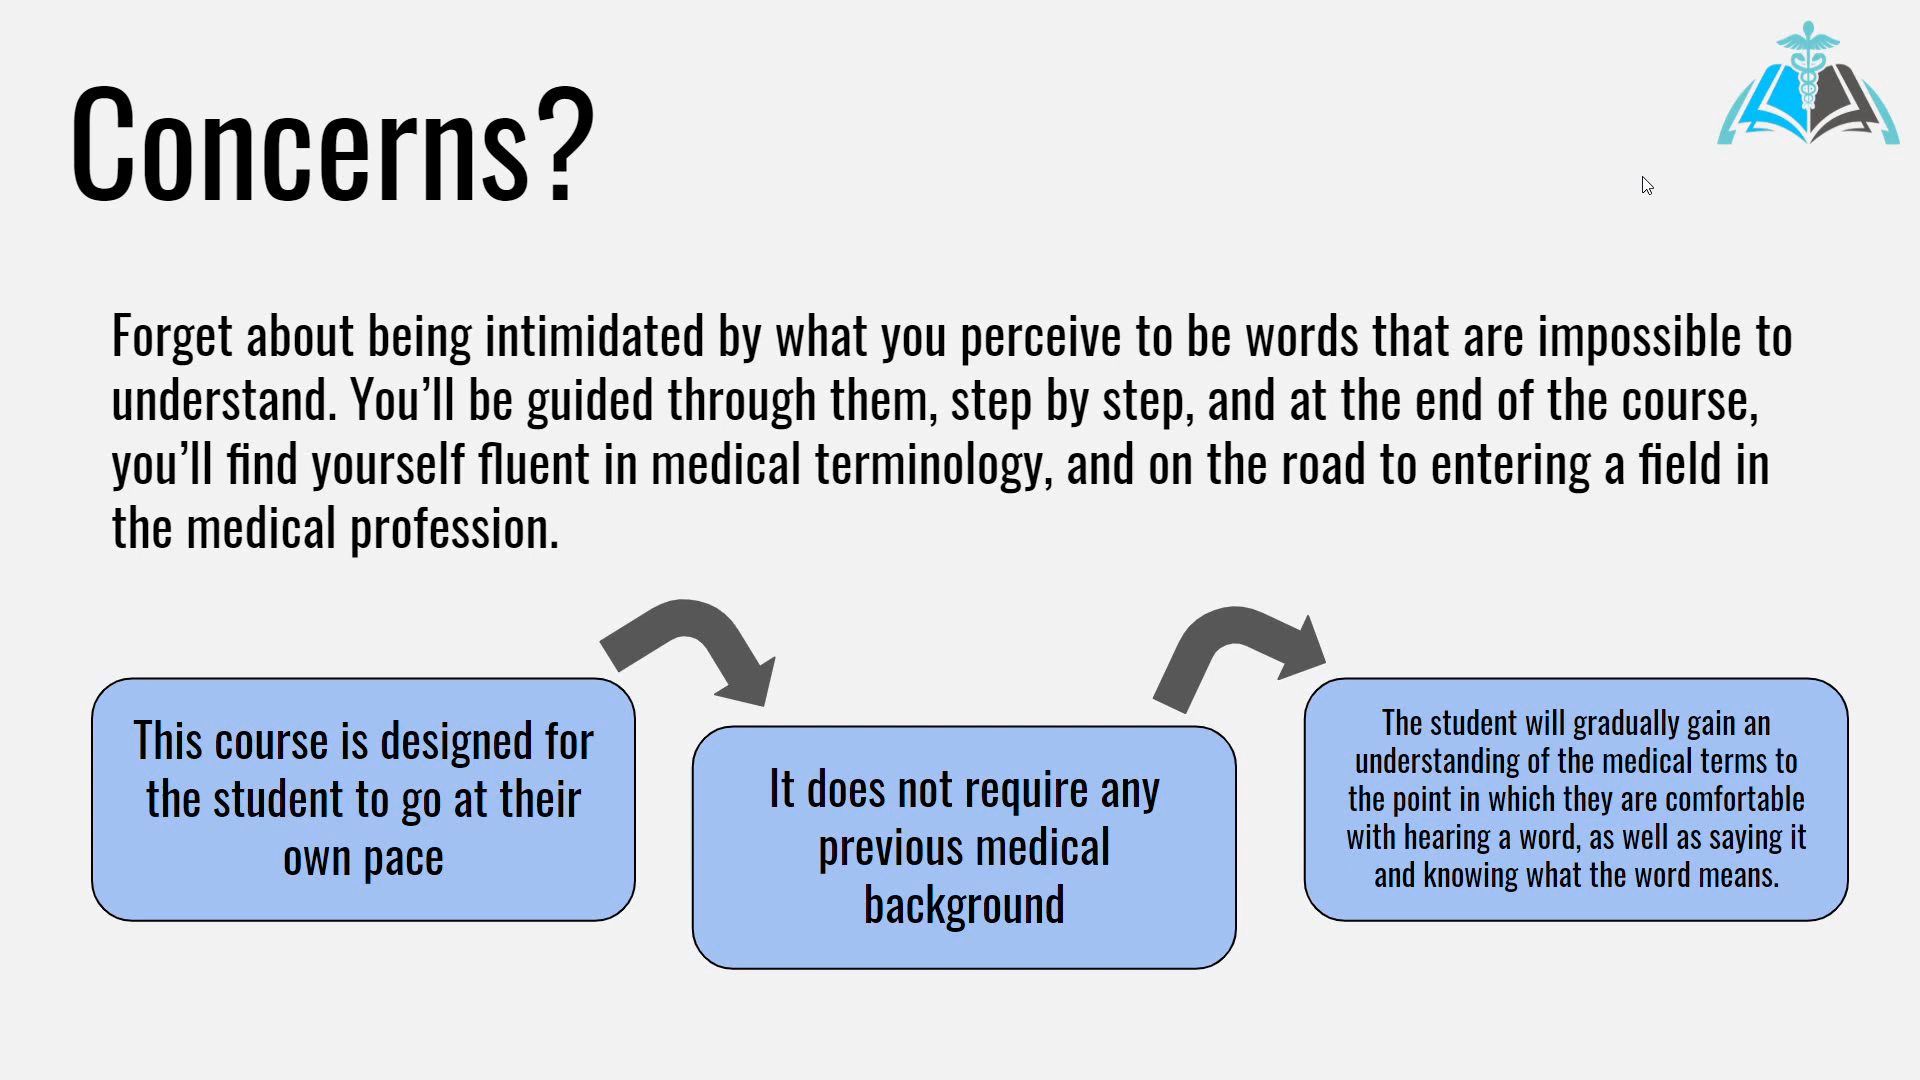 Concerns?
Forget about being intimidated by what you perceive to be words that are impossible to
understand. You’ll be guided through them, step by step, and at the end of the course,
you’ll find yourself fluent in medical terminology, and on the road to entering a field in
the medical profession.
This course is designed for
the student to go at their
own pace
It does not require any
previous medical
background
The student will gradually gain an
understanding of the medical terms to
the point in which they are comfortable
with hearing a word, as well as saying it
and knowing what the word means.